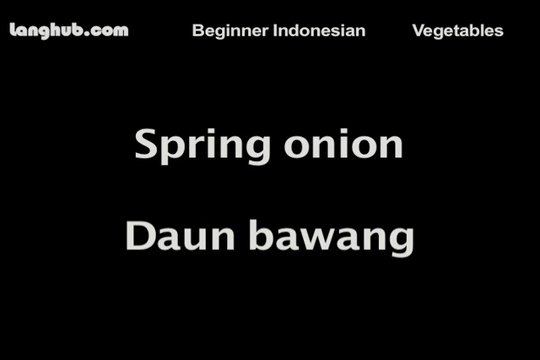 Langhub.com Beginner Indonesian Vegetables
Spring onion
Daun bawang